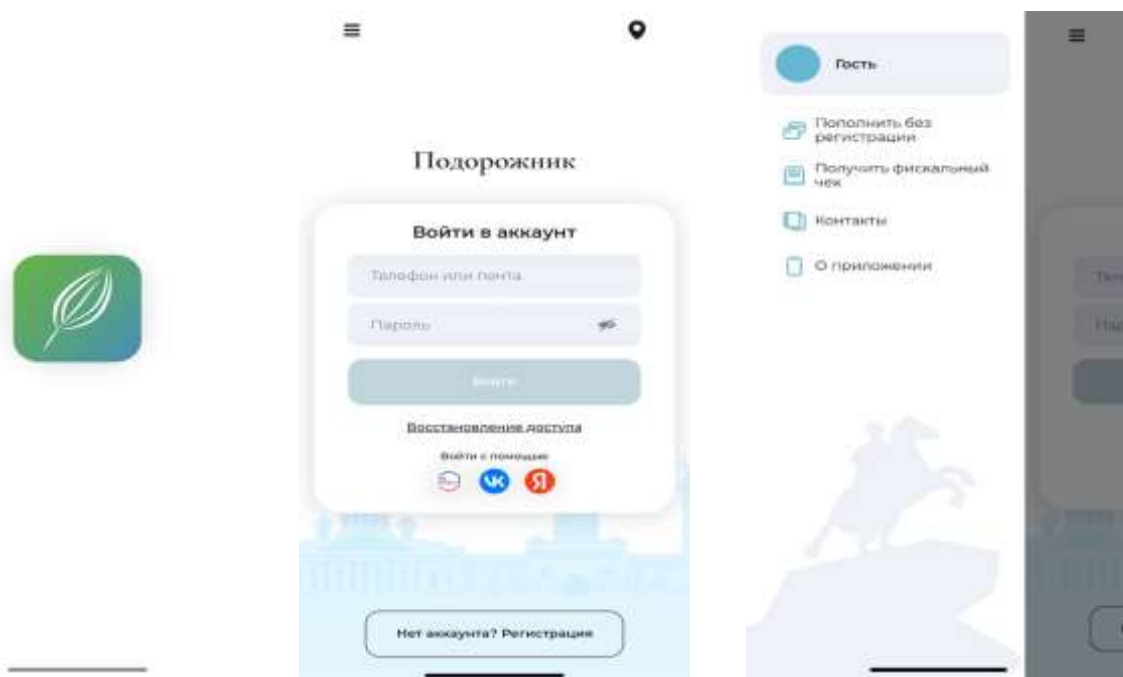 Подорожник
Войти в аккаунт
Телефон или почта
Пароль
Войти
Восстановление доступа
Войти с помощью
VK
Я
Нет аккаунта? Регистрация
Гость
Пополнить без
регистрации
Получить фискальный
чек
Контакты
О приложении